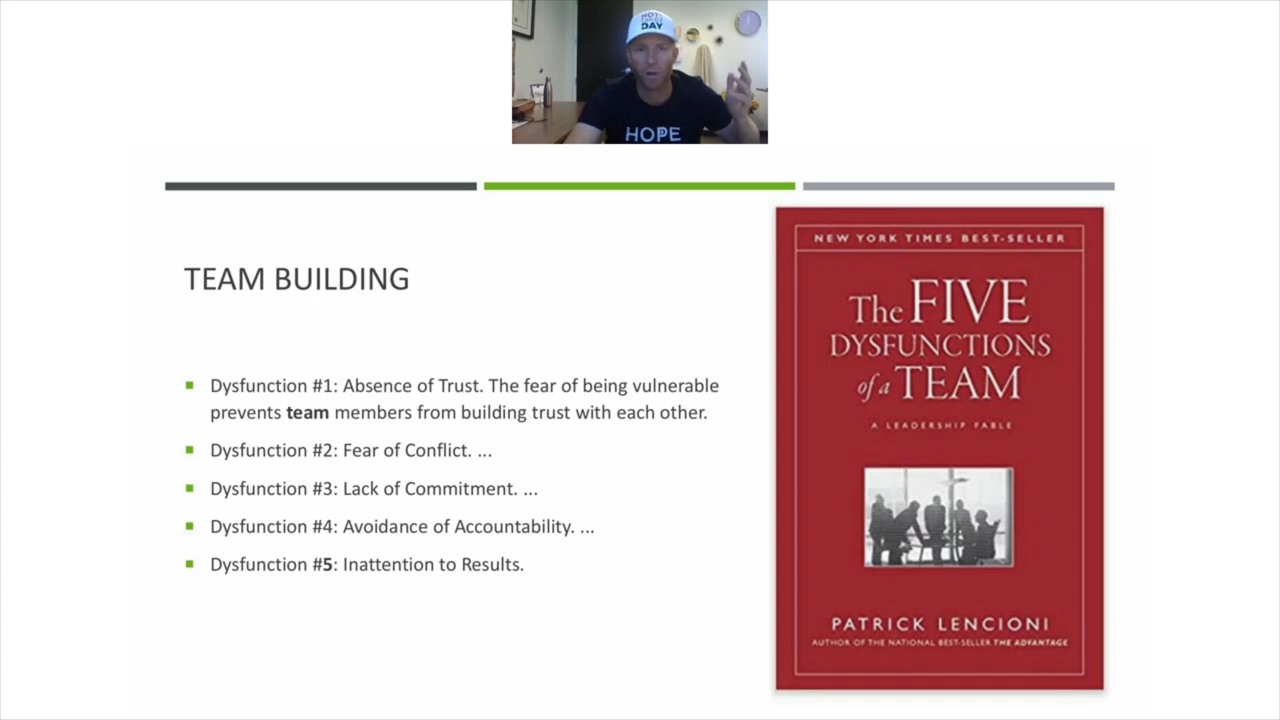 DAY
HOPE
TEAM BUILDING
Dysfunction #1: Absence of Trust. The fear of being vulnerable
prevents team members from building trust with each other.
Dysfunction #2: Fear of Conflict. ...
Dysfunction #3: Lack of Commitment. ...
Dysfunction #4: Avoidance of Accountability. ...
Dysfunction #5: Inattention to Results.
NEW YORK TIMES BEST-SELLER
The FIVE
DYSFUNCTIONS
of a TEAM
A LEADERSHIP FABLE
PATRICK LENCIONI
AUTHOR OF THE NATIONAL BEST-SELLER THE ADVANTAGE